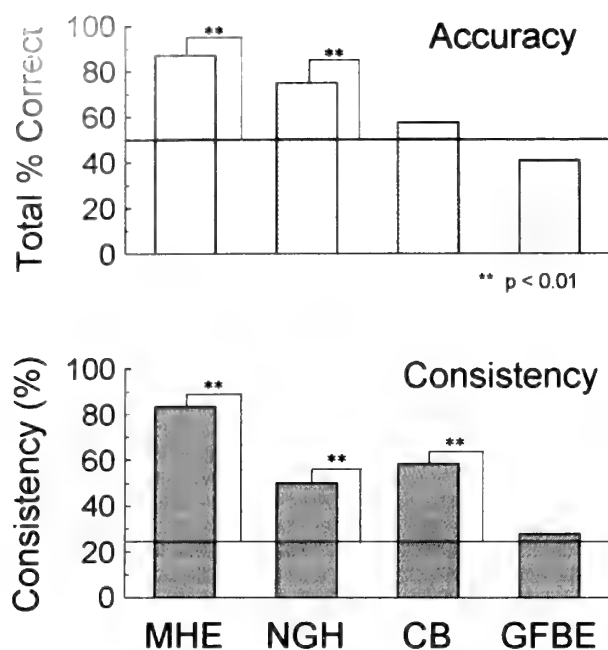 Accuracy
Total % Correct
100
80
60
40
20
0
**
**
** p < 0.01
Consistency
Consistency (%)
100
80
60
40
20
0
**
**
**
MHE NGH CB GFBE